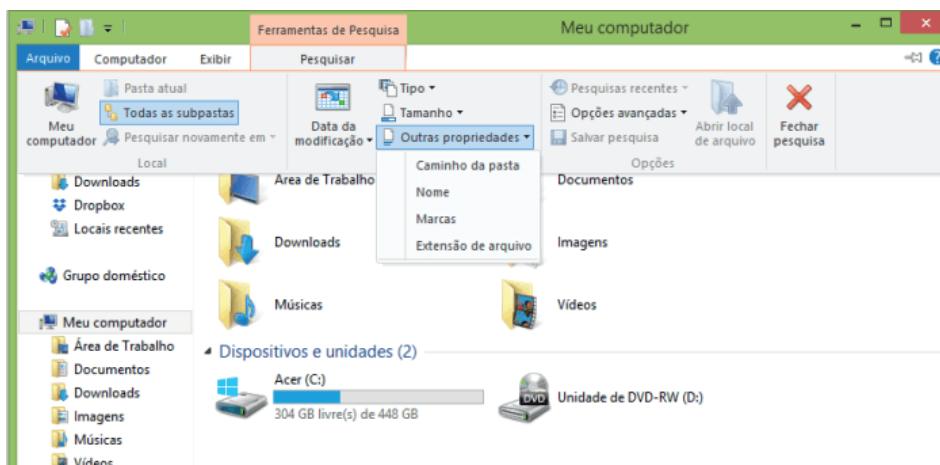 Ferramentas de Pesquisa
Meu computador
Arquivo
Computador
Exibir
Pesquisar
Meu
computador
Pasta atual
Todas as subpastas
Pesquisar novamente em
Local
Data da
modificação
Tipo
Tamanho
Outras propriedades
Caminho da pasta
Nome
Marcas
Extensão de arquivo
Pesquisas recentes
Opções avançadas
Salvar pesquisa
Abrir local
de arquivo
Opções
Fechar
pesquisa
Downloads
Dropbox
Locais recentes
Grupo doméstico
Meu computador
Área de Trabalho
Documentos
Downloads
Imagens
Músicas
Vídeos
Área de Trabalho
Documentos
Downloads
Imagens
Músicas
Vídeos
Dispositivos e unidades (2)
Acer (C:)
304 GB livre(s) de 448 GB
DVD
Unidade de DVD-RW (D:)